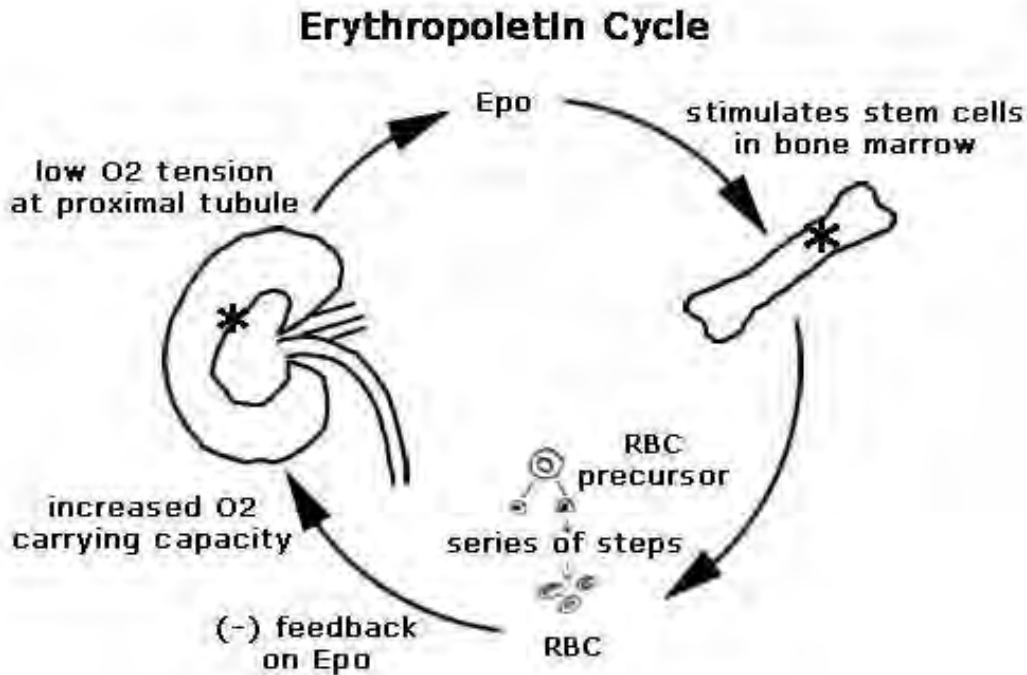 Erythropoletin Cycle
Epo
stimulates stem cells
in bone marrow
low O2 tension
at proximal tubule
*
*
RBC
precursor
series of steps
RBC
increased O2
carrying capacity
(-) feedback
on Epo